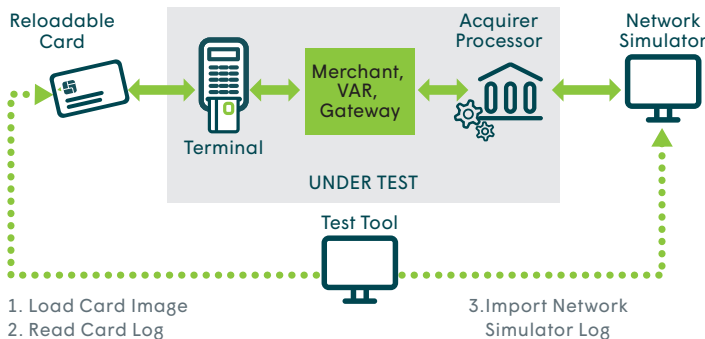 Reloadable
Card
Acquirer
Processor
Network
Simulator
Merchant,
VAR,
Gateway
Terminal
UNDER TEST
Test Tool
1. Load Card Image
2. Read Card Log
3.Import Network
Simulator Log